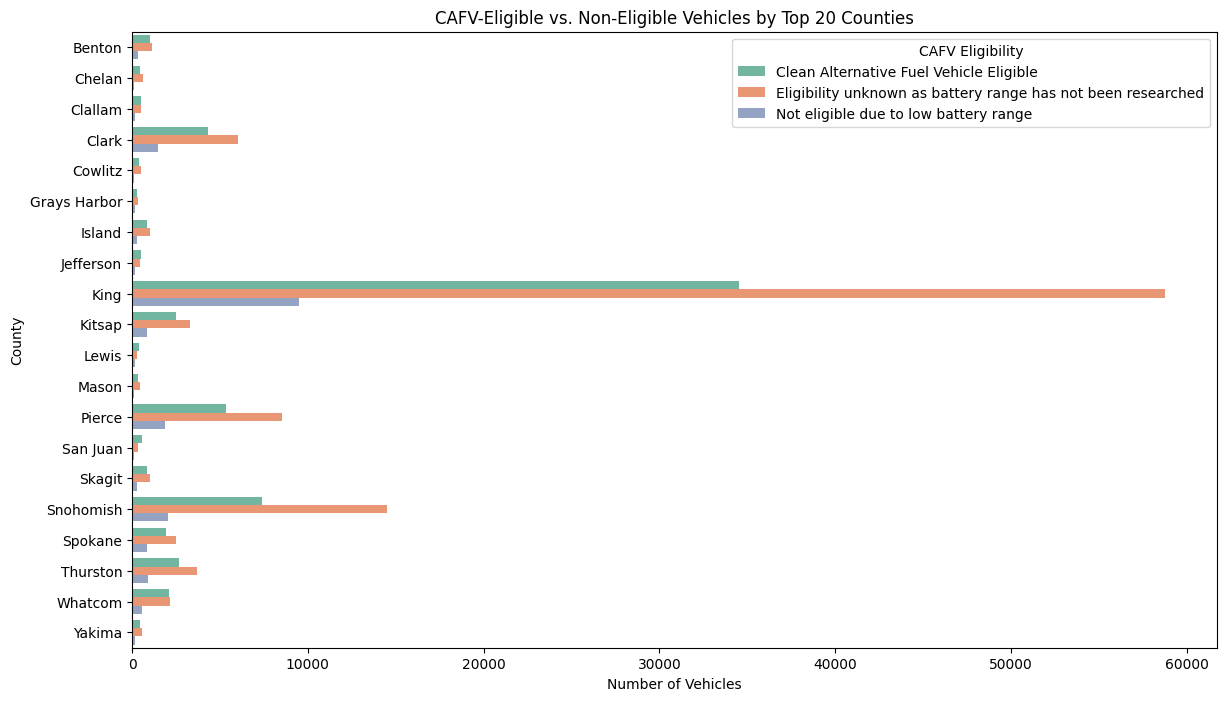 CAFV-Eligible vs. Non-Eligible Vehicles by Top 20 Counties
CAFV Eligibility
Clean Alternative Fuel Vehicle Eligible
Eligibility unknown as battery range has not been researched
Not eligible due to low battery range
County
Benton
Chelan
Clallam
Clark
Cowlitz
Grays Harbor
Island
Jefferson
King
Kitsap
Lewis
Mason
Pierce
San Juan
Skagit
Snohomish
Spokane
Thurston
Whatcom
Yakima
0 10000 20000 30000 40000 50000 60000
Number of Vehicles